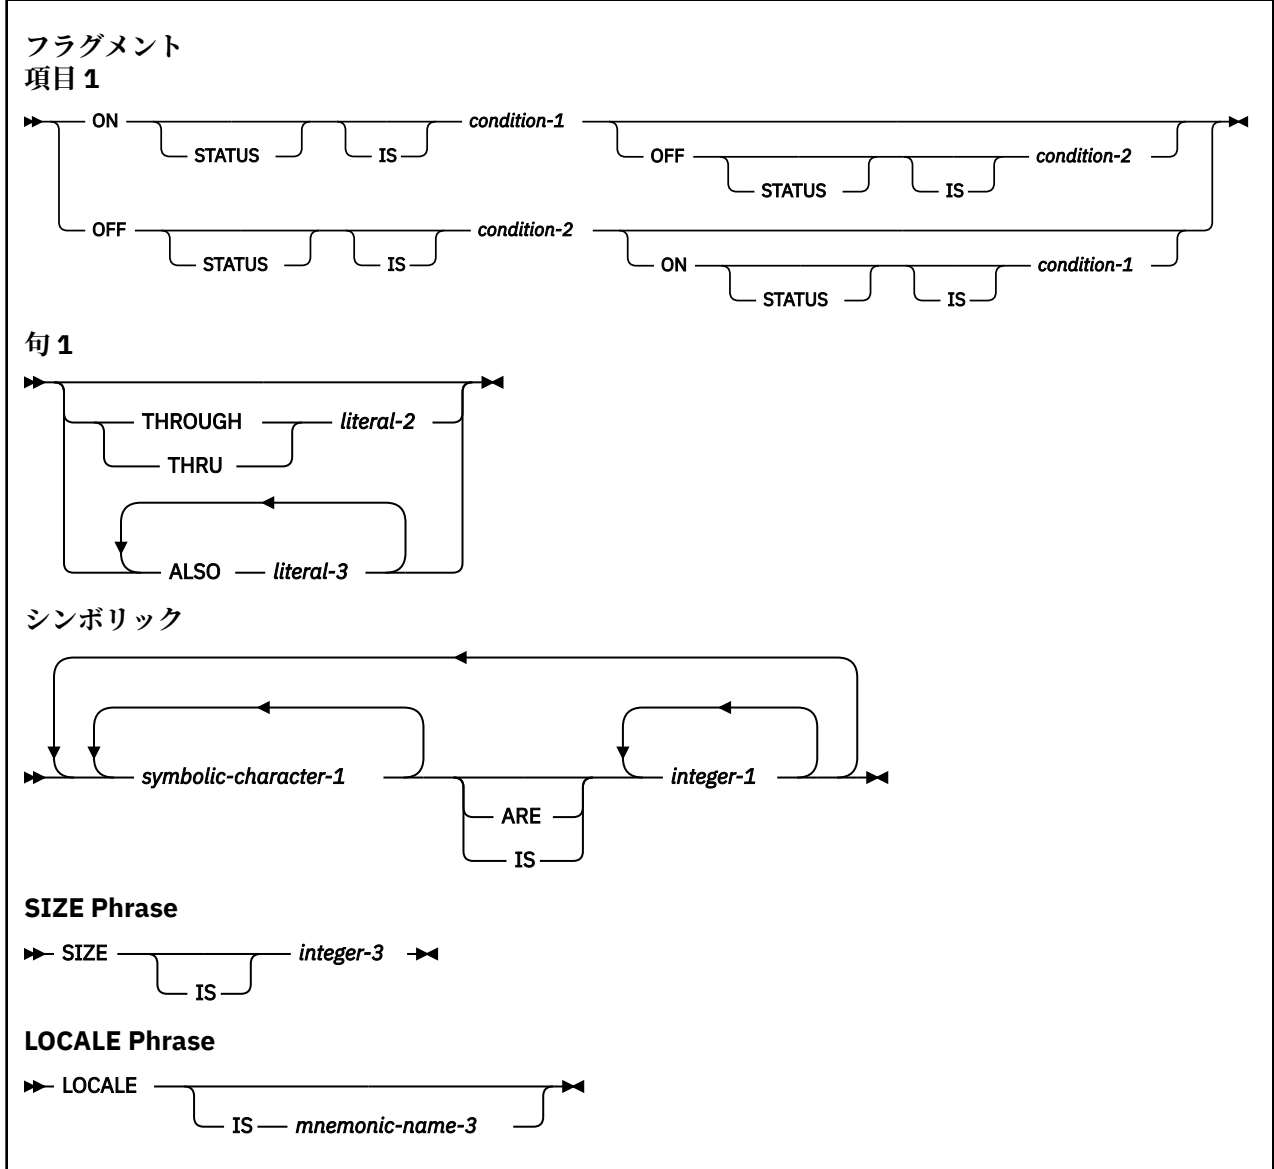 フラグメント
項目 1
ON STATUS IS condition-1 OFF STATUS IS condition-2
OFF STATUS IS condition-2 ON STATUS IS condition-1
句 1
THROUGH literal-2
THRU
ALSO literal-3
シンボリック
symbolic-character-1 integer-1
ARE
IS
SIZE Phrase
SIZE integer-3
IS
LOCALE Phrase
LOCALE
IS mnemonic-name-3